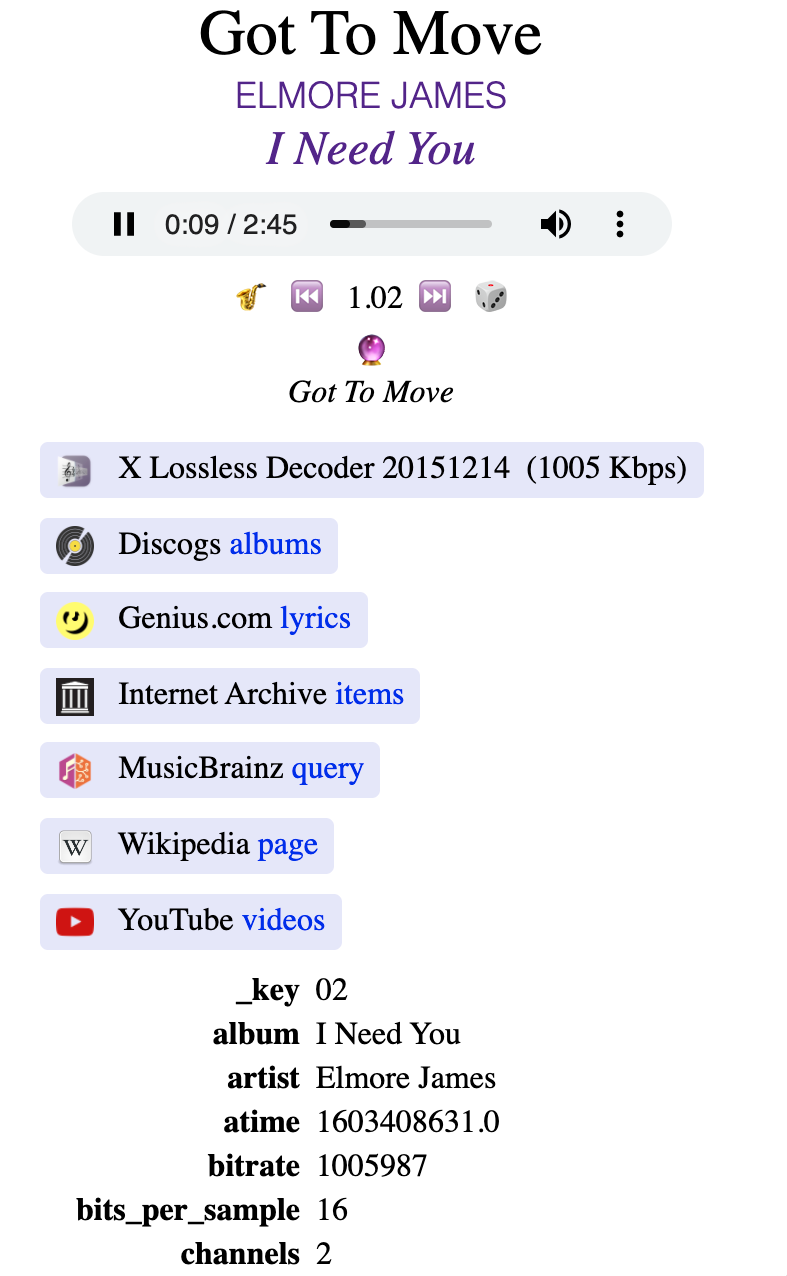 Got To Move
ELMORE JAMES
I Need You
0:09 / 2:45
1.02
Got To Move
X Lossless Decoder 20151214 (1005 Kbps)
Discogs albums
Genius.com lyrics
Internet Archive items
MusicBrainz query
W Wikipedia page
YouTube videos
_key 02
album I Need You
artist Elmore James
atime 1603408631.0
bitrate 1005987
bits_per_sample 16
channels 2